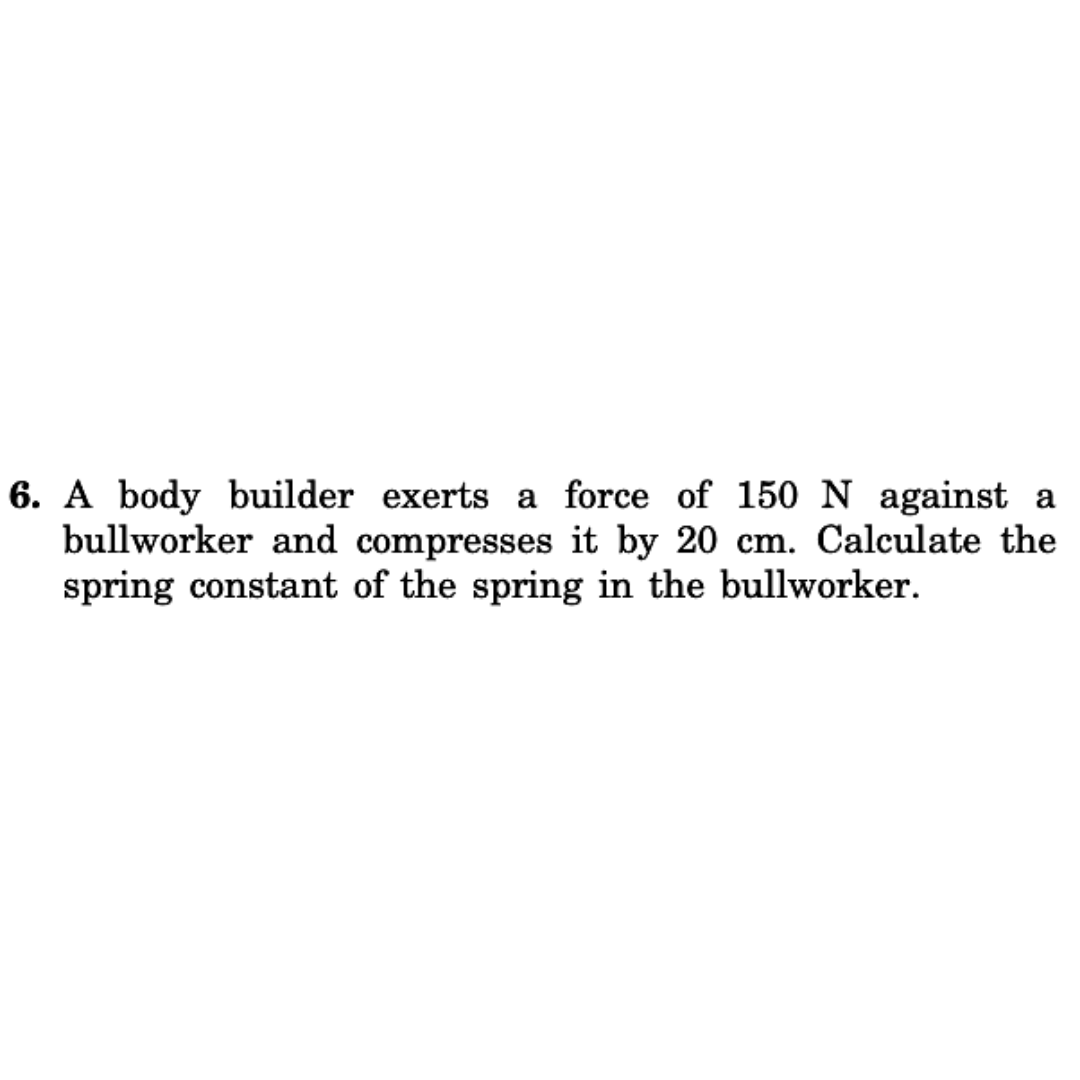 6. A body builder exerts a force of 150 N against a
bullworker and compresses it by 20 cm. Calculate the
spring constant of the spring in the bullworker.